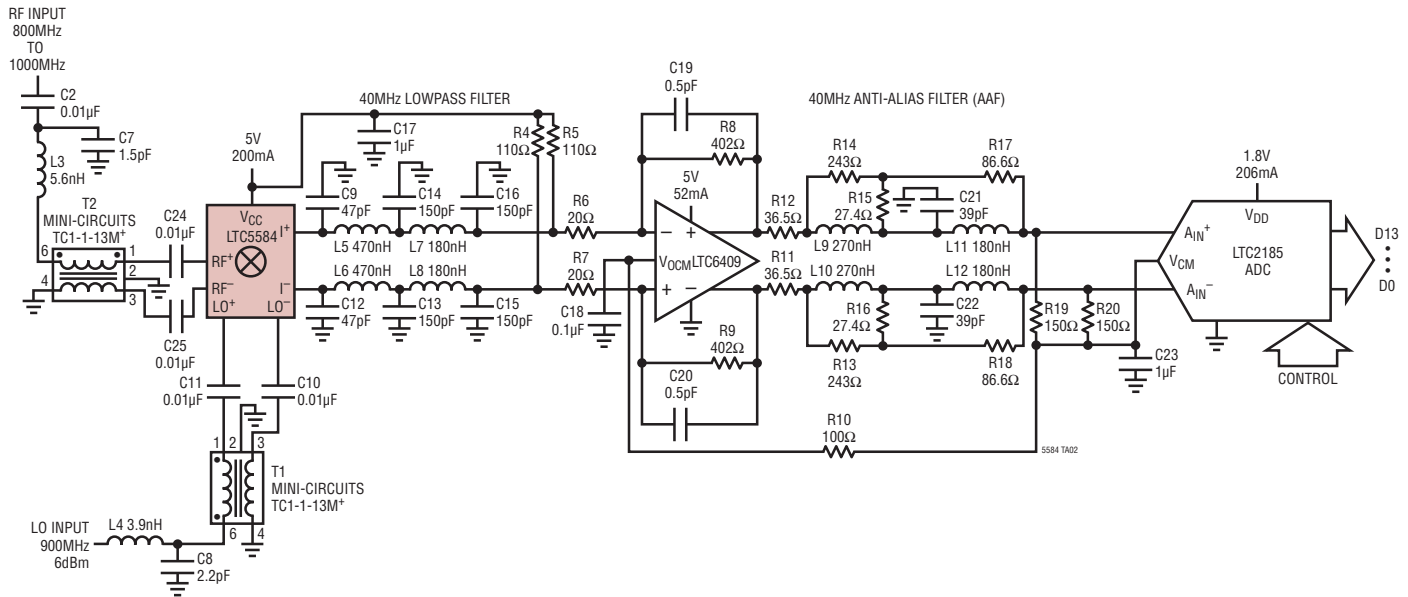 RF INPUT
800MHz
TO
1000MHz
C2
0.01µF
C7
1.5pF
L3
5.6nH
T2
MINI-CIRCUITS
TC1-1-13M+
6
1
2
4
3
C24
0.01µF
C25
0.01µF
5V
200mA
VCC
LTC5584
I+
RF+
RF−
I−
LO+
LO−
C11
0.01µF
C10
0.01µF
1
2
3
T1
MINI-CIRCUITS
TC1-1-13M+
6
4
LO INPUT
900MHz
6dBm
L4 3.9nH
C8
2.2pF
40MHz LOWPASS FILTER
C17
1µF
R4
110Ω
R5
110Ω
C9
47pF
C14
150pF
C16
150pF
L5 470nH
L7 180nH
L6 470nH
L8 180nH
C12
47pF
C13
150pF
C15
150pF
R6
20Ω
R7
20Ω
C18
0.1µF
C19
0.5pF
R8
402Ω
5V
52mA
−
+
VOCM
LTC6409
+
−
R9
402Ω
C20
0.5pF
40MHz ANTI-ALIAS FILTER (AAF)
R12
36.5Ω
R11
36.5Ω
R14
243Ω
R17
86.6Ω
R15
27.4Ω
C21
39pF
L9 270nH
L11 180nH
L10 270nH
L12 180nH
R16
27.4Ω
C22
39pF
R13
243Ω
R18
86.6Ω
R10
100Ω
R19
150Ω
R20
150Ω
C23
1µF
1.8V
206mA
VDD
AIN+
VCM
LTC2185
ADC
AIN−
D13
•
•
•
D0
CONTROL
5584 TA02